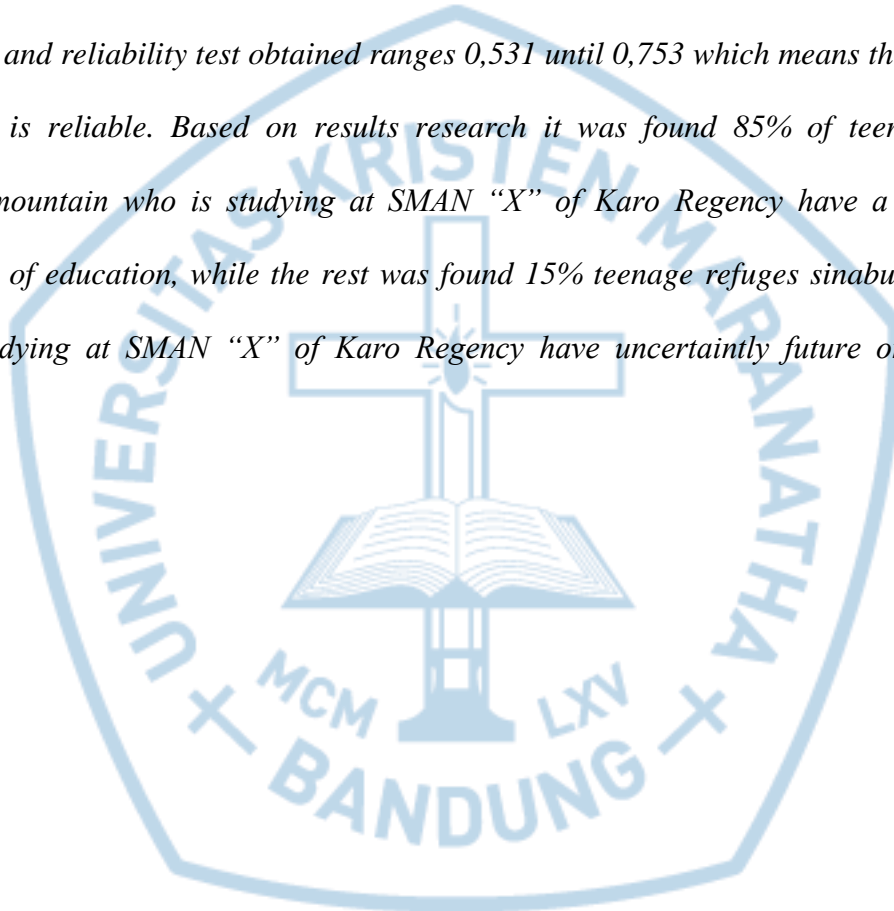 and reliability test obtained ranges 0,531 until 0,753 which means th
is reliable. Based on results research it was found 85% of teer
mountain who is studying at SMAN “X” of Karo Regency have a
of education, while the rest was found 15% teenage refuges sinabu
dying at SMAN “X” of Karo Regency have uncertaintly future o
UNIVERSITAS KRISTEN MARANATHA
MCM LXV
BANDUNG